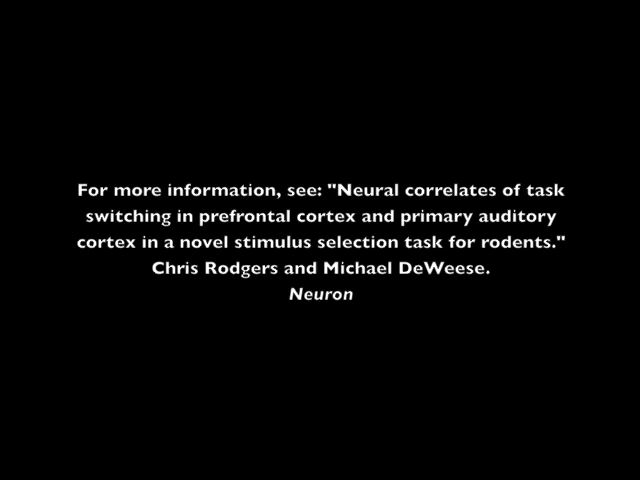 For more information, see: "Neural correlates of task
switching in prefrontal cortex and primary auditory
cortex in a novel stimulus selection task for rodents."
Chris Rodgers and Michael DeWeese.
Neuron